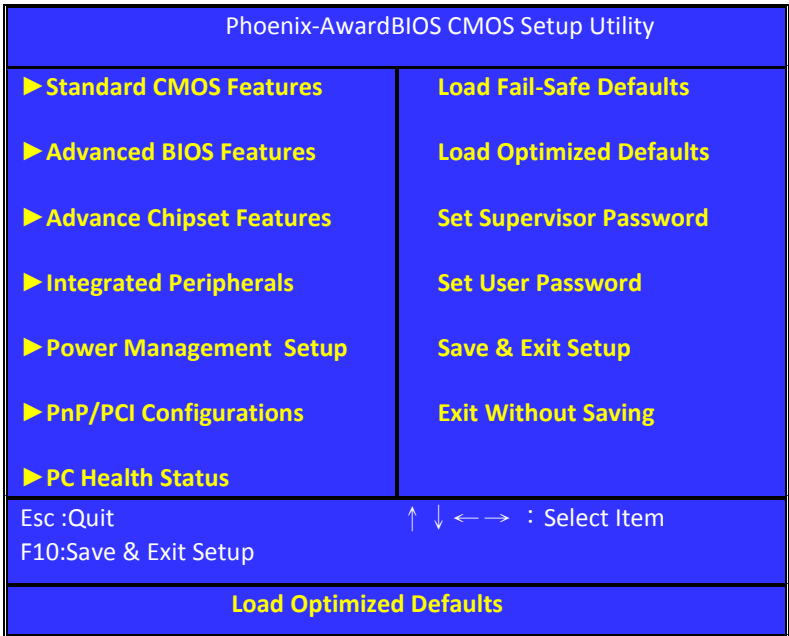 Phoenix-AwardBIOS CMOS Setup Utility
►Standard CMOS Features
►Advanced BIOS Features
►Advance Chipset Features
►Integrated Peripherals
►Power Management  Setup
►PnP/PCI Configurations
►PC Health Status
Load Fail-Safe Defaults
Load Optimized Defaults
Set Supervisor Password
Set User Password
Save & Exit Setup
Exit Without Saving
Esc :Quit
F10:Save & Exit Setup
↑ ↓ ← → : Select Item
Load Optimized Defaults